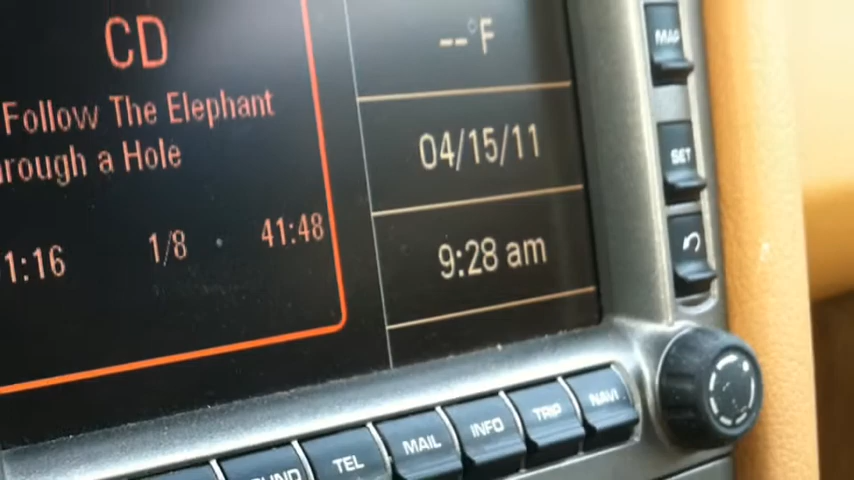 CD
Follow The Elephant
rough a Hole
1:16
1/8
41:48
--°F
04/15/11
9:28 am
MAP
SET
TEL
MAIL
INFO
TRIP
NAVI